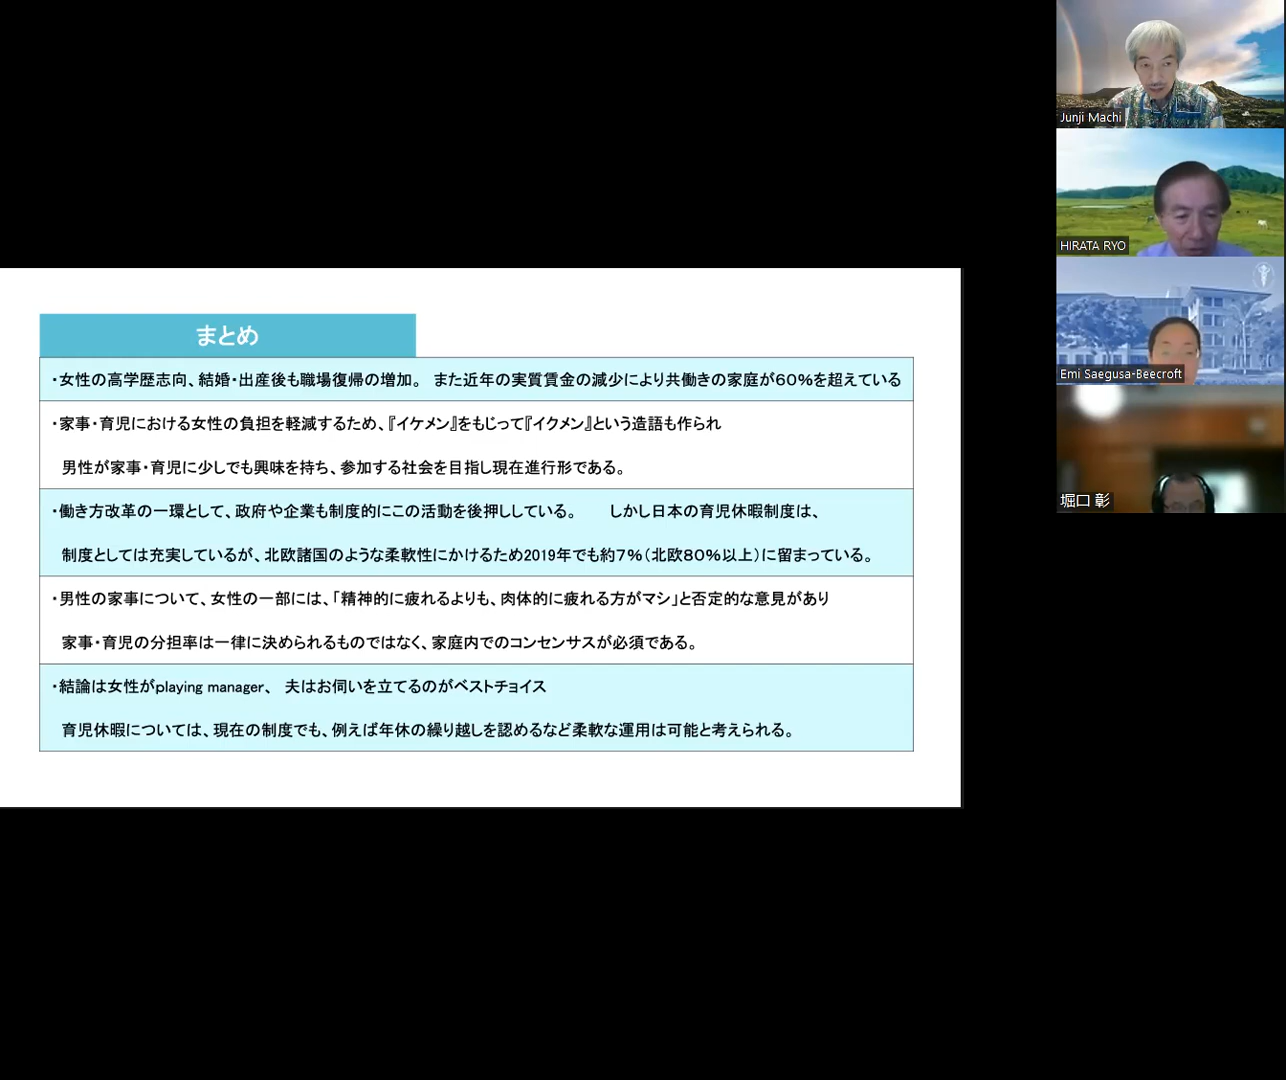 まとめ
・女性の高学歴志向、結婚・出産後も職場復帰の増加。 また近年の実質賃金の減少により共働きの家庭が60%を超えている
・家事・育児における女性の負担を軽減するため、『イケメン』をもじって『イクメン』という造語も作られ
男性が家事・育児に少しでも興味を持ち、参加する社会を目指し現在進行形である。
・働き方改革の一環として、政府や企業も制度的にこの活動を後押ししている。 しかし日本の育児休暇制度は、
制度としては充実しているが、北欧諸国のような柔軟性にかけるため2019年でも約7%(北欧80%以上)に留まっている。
・男性の家事について、女性の一部には、「精神的に疲れるよりも、肉体的に疲れる方がマシ」と否定的な意見があり
家事・育児の分担率は一律に決められるものではなく、家庭内でのコンセンサスが必須である。
・結論は女性がplaying manager、 夫はお伺いを立てるのがベストチョイス
育児休暇については、現在の制度でも、例えば年休の繰り越しを認めるなど柔軟な運用は可能と考えられる。
Junji Machi
HIRATA RYO
Emi Saegusa-Beecroft
堀口 彰